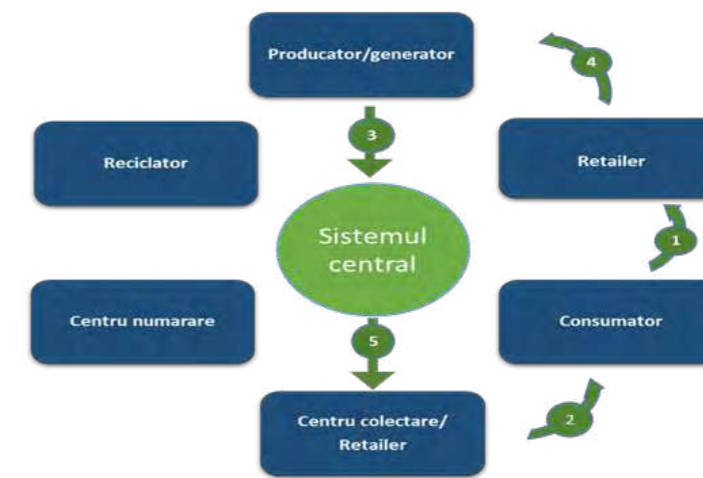 Producator/generator
4
3
Reciclator
Retailer
Sistemul
central
1
Centru numarare
Consumator
5
Centru colectare/
Retailer
2